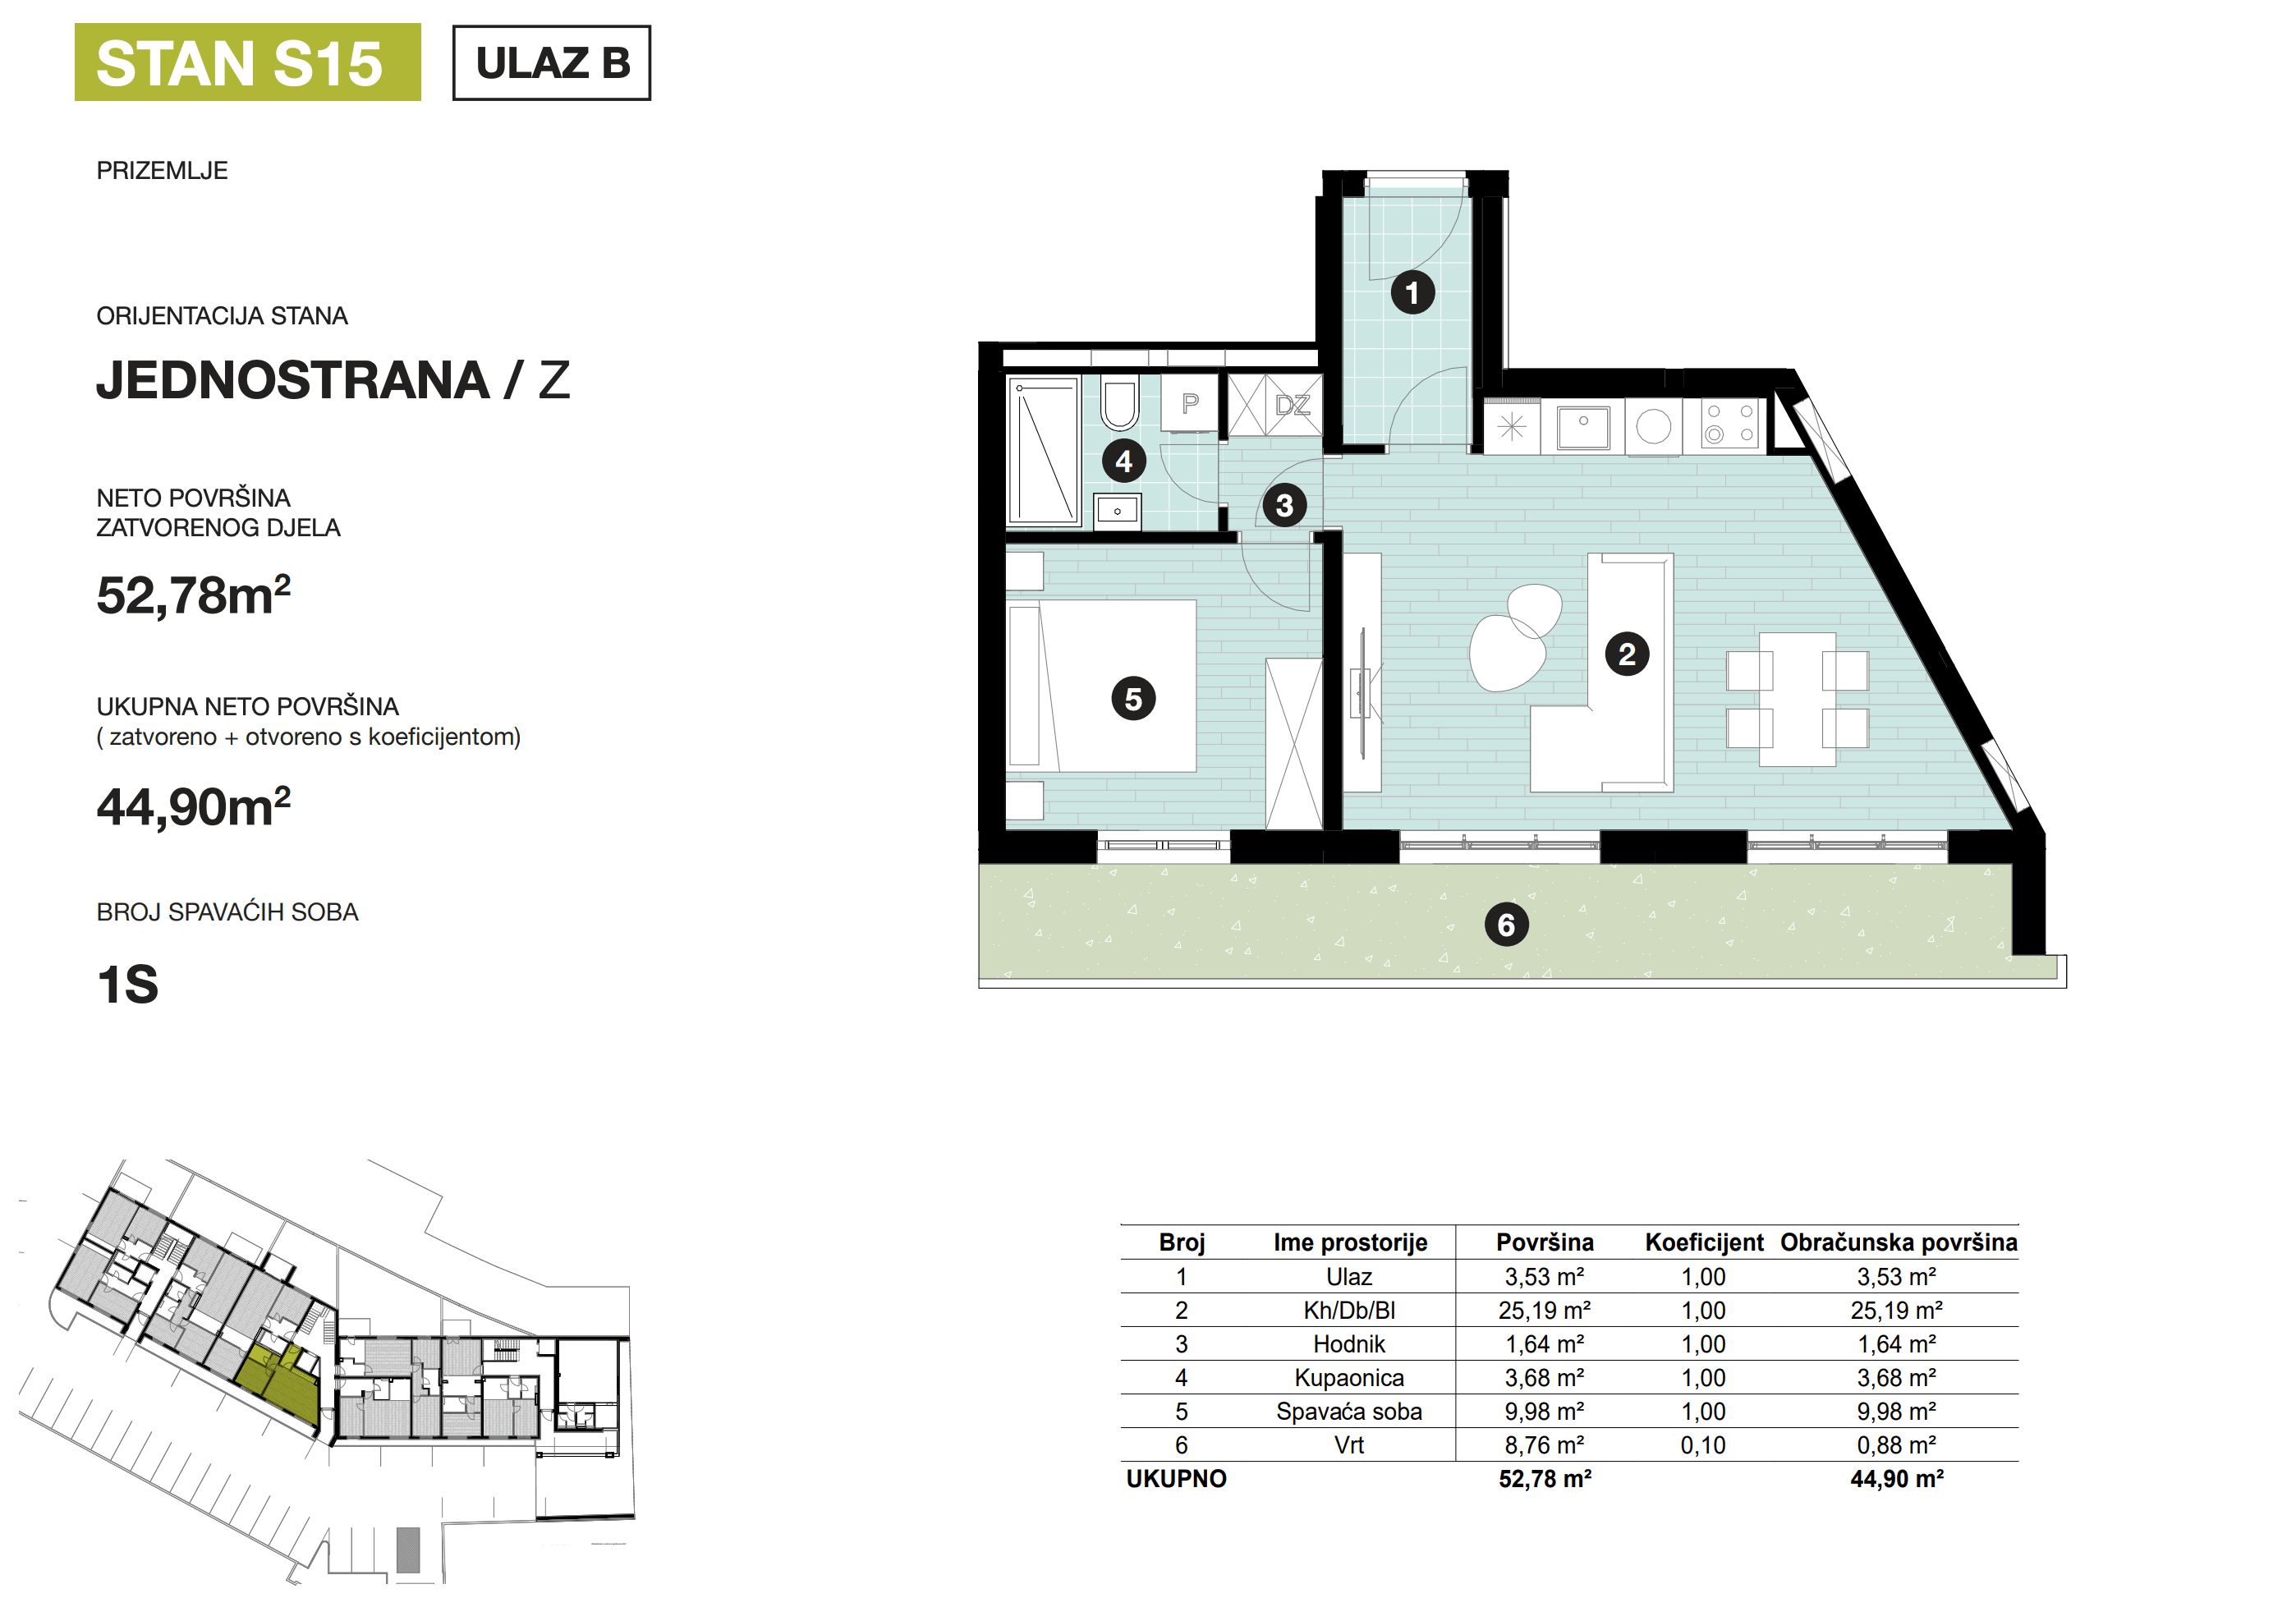 STAN S15
ULAZ B
PRIZEMLJE
ORIJENTACIJA STANA
JEDNOSTRANA / Z
NETO POVRŠINA
ZATVORENOG DJELA
52,78m²
UKUPNA NETO POVRŠINA
( zatvoreno + otvoreno s koeficijentom)
44,90m²
BROJ SPAVAĆIH SOBA
1S
1
P
DZ
4
3
2
5
6
Broj Ime prostorije Površina Koeficijent Obračunska površina
1 Ulaz 3,53 m² 1,00 3,53 m²
2 Kh/Db/Bl 25,19 m² 1,00 25,19 m²
3 Hodnik 1,64 m² 1,00 1,64 m²
4 Kupaonica 3,68 m² 1,00 3,68 m²
5 Spavaća soba 9,98 m² 1,00 9,98 m²
6 Vrt 8,76 m² 0,10 0,88 m²
UKUPNO 52,78 m² 44,90 m²